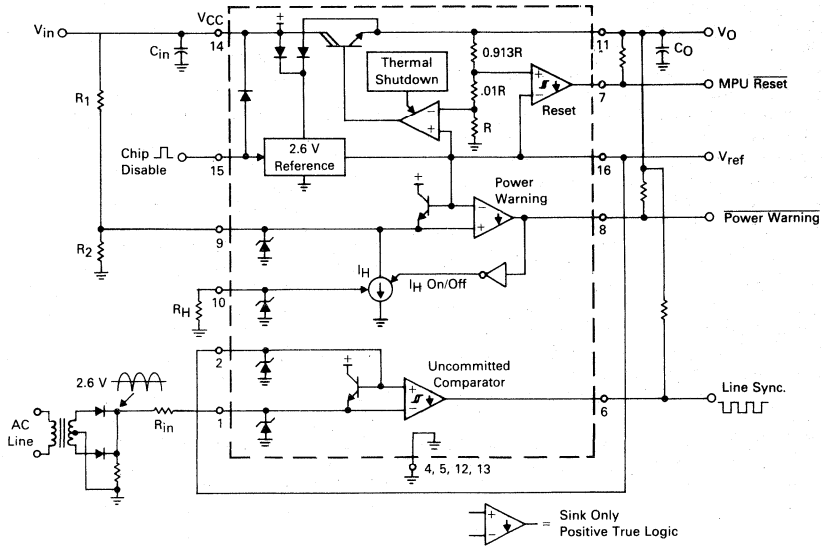 Vin
VCC
14
Cin
11
VO
CO
0.913R
Thermal
Shutdown
.01R
R
+
−
Reset
7
MPU Reset
−
+
R1
Chip
Disable
15
2.6 V
Reference
16
Vref
Power
Warning
−
+
8
Power Warning
9
R2
IH
IH On/Off
10
RH
2
2.6 V
Uncommitted
Comparator
+
−
Line Sync.
6
AC
Line
Rin
1
4, 5, 12, 13
+
−
= Sink Only
Positive True Logic